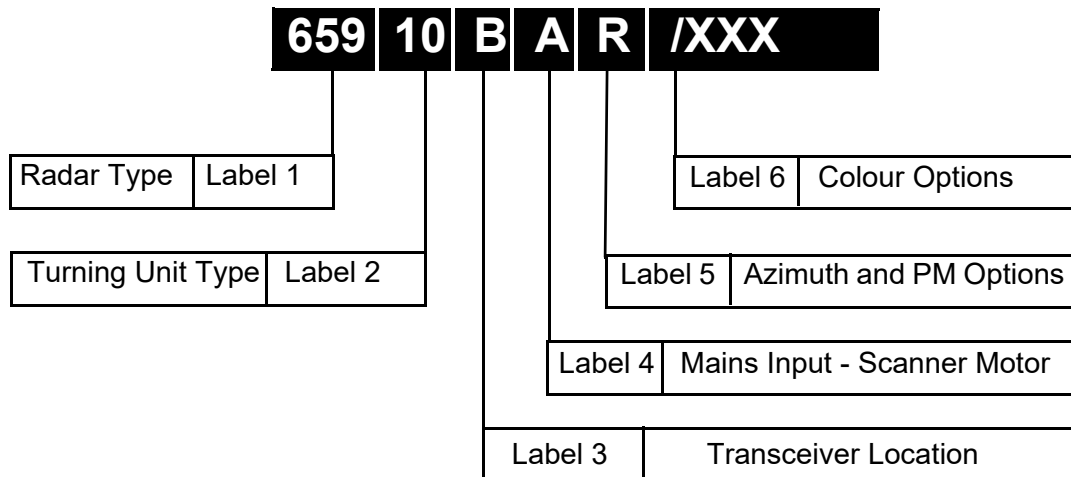 659 10 B A R /XXX
Radar Type Label 1
Label 6 Colour Options
Turning Unit Type Label 2
Label 5 Azimuth and PM Options
Label 4 Mains Input - Scanner Motor
Label 3 Transceiver Location